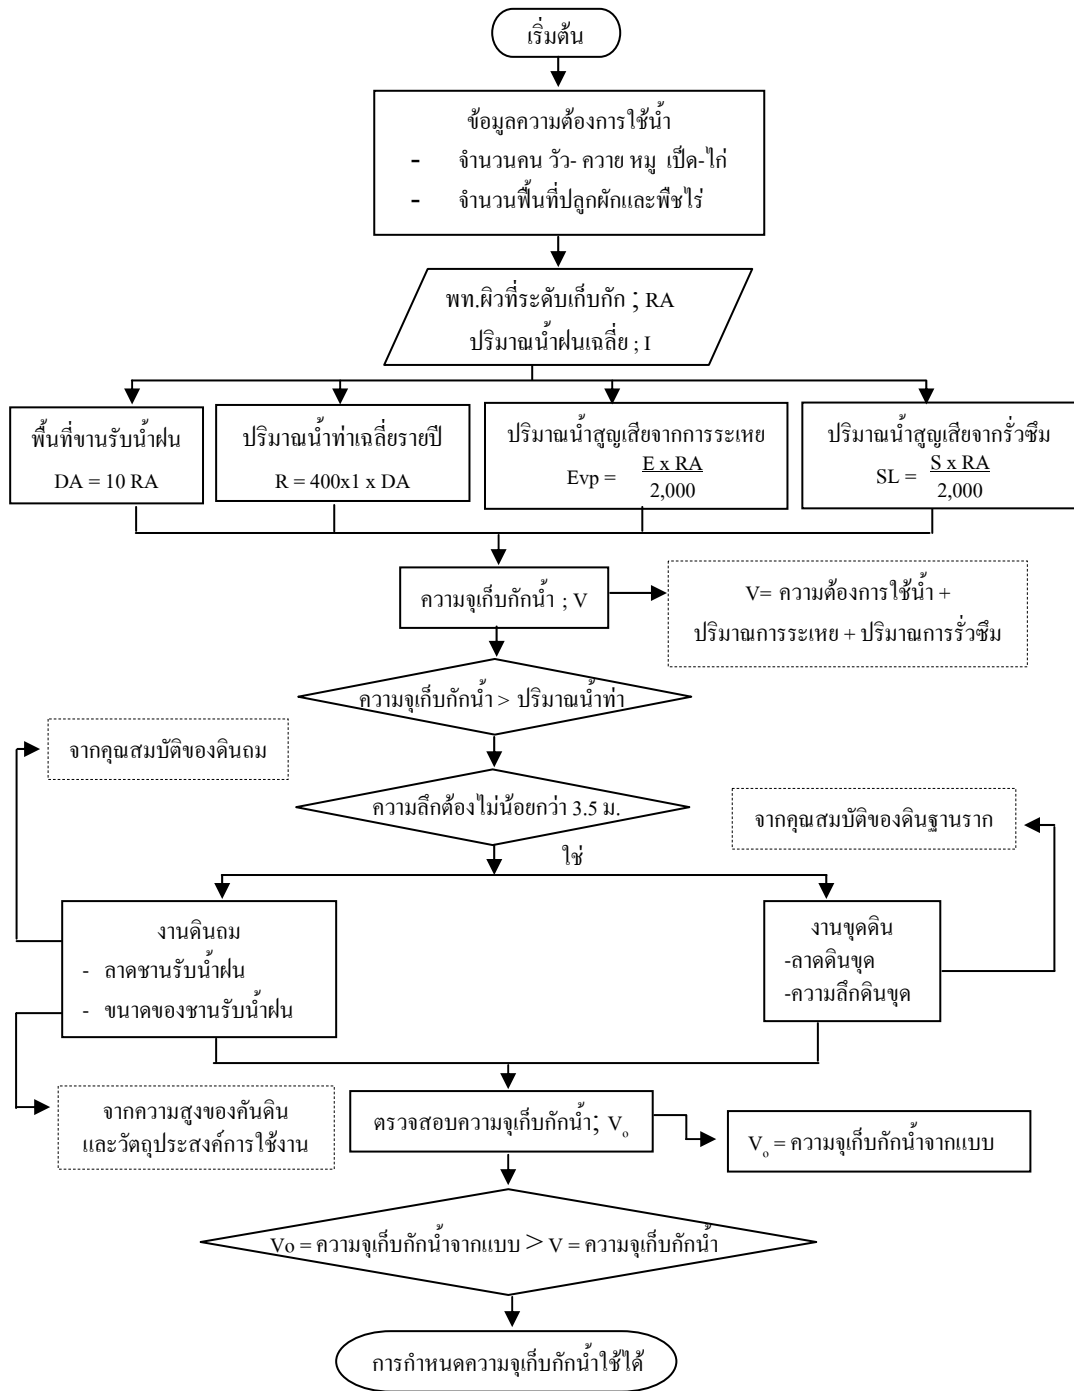 เริ่มต้น
ข้อมูลความต้องการใช้น้ำ
- จำนวนคน วัว- ควาย หมู เป็ด-ไก่
- จำนวนพื้นที่ปลูกผักและพืชไร่
พท.ผิวที่ระดับเก็บกัก ; RA
ปริมาณน้ำฝนเฉลี่ย ; I
พื้นที่ขานรับน้ำฝน
DA = 10 RA
ปริมาณน้ำท่าเฉลี่ยรายปี
R = 400x1 x DA
ปริมาณน้ำสูญเสียจากการระเหย
Evp = E x RA
2,000
ปริมาณน้ำสูญเสียจากรั่วซึม
SL = S x RA
2,000
ความจุเก็บกักน้ำ ; V
V= ความต้องการใช้น้ำ +
ปริมาณการระเหย + ปริมาณการรั่วซึม
ความจุเก็บกักน้ำ > ปริมาณน้ำท่า
จากคุณสมบัติของดินถม
ความลึกต้องไม่น้อยกว่า 3.5 ม.
จากคุณสมบัติของดินฐานราก
ใช่
งานดินถม
- ลาดชานรับน้ำฝน
- ขนาดของชานรับน้ำฝน
งานขุดดิน
-ลาดดินขุด
-ความลึกดินขุด
จากความสูงของคันดิน
และวัตถุประสงค์การใช้งาน
ตรวจสอบความจุเก็บกักน้ำ; Vo
Vo = ความจุเก็บกักน้ำจากแบบ
Vo = ความจุเก็บกักน้ำจากแบบ > V = ความจุเก็บกักน้ำ
การกำหนดความจุเก็บกักน้ำใช้ได้